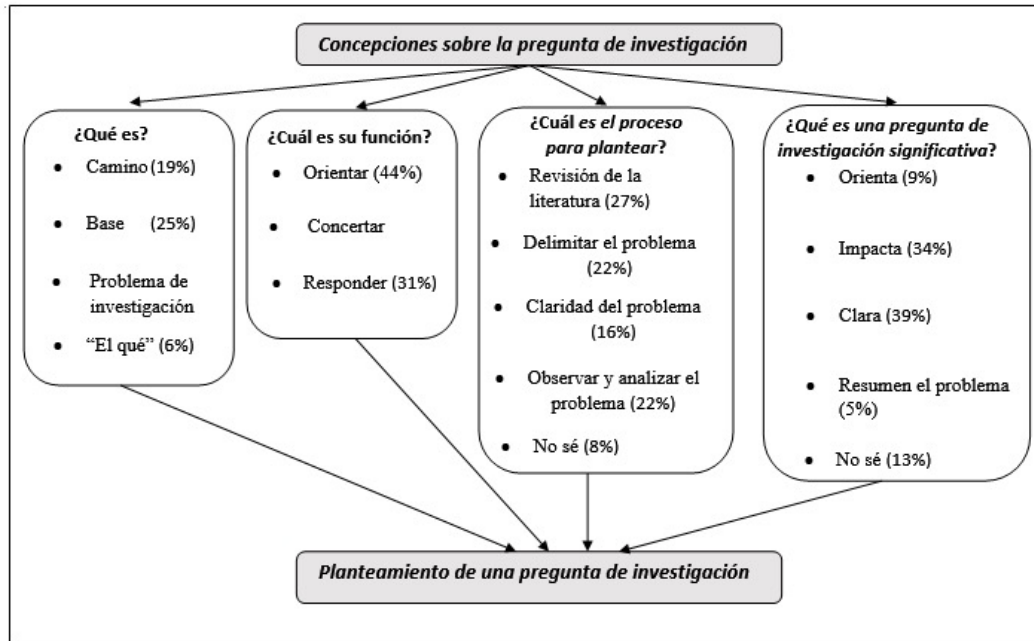 Concepciones sobre la pregunta de investigación
¿Qué es?
Camino (19%)
Base (25%)
Problema de
investigación
“El qué” (6%)
¿Cuál es su función?
Orientar (44%)
Concertar
Responder (31%)
¿Cuál es el proceso
para plantear?
Revisión de la
literatura (27%)
Delimitar el problema
(22%)
Claridad del problema
(16%)
Observar y analizar el
problema (22%)
No sé (8%)
¿Qué es una pregunta de
investigación significativa?
Orienta (9%)
Impacta (34%)
Clara (39%)
Resumen el problema
(5%)
No sé (13%)
Planteamiento de una pregunta de investigación